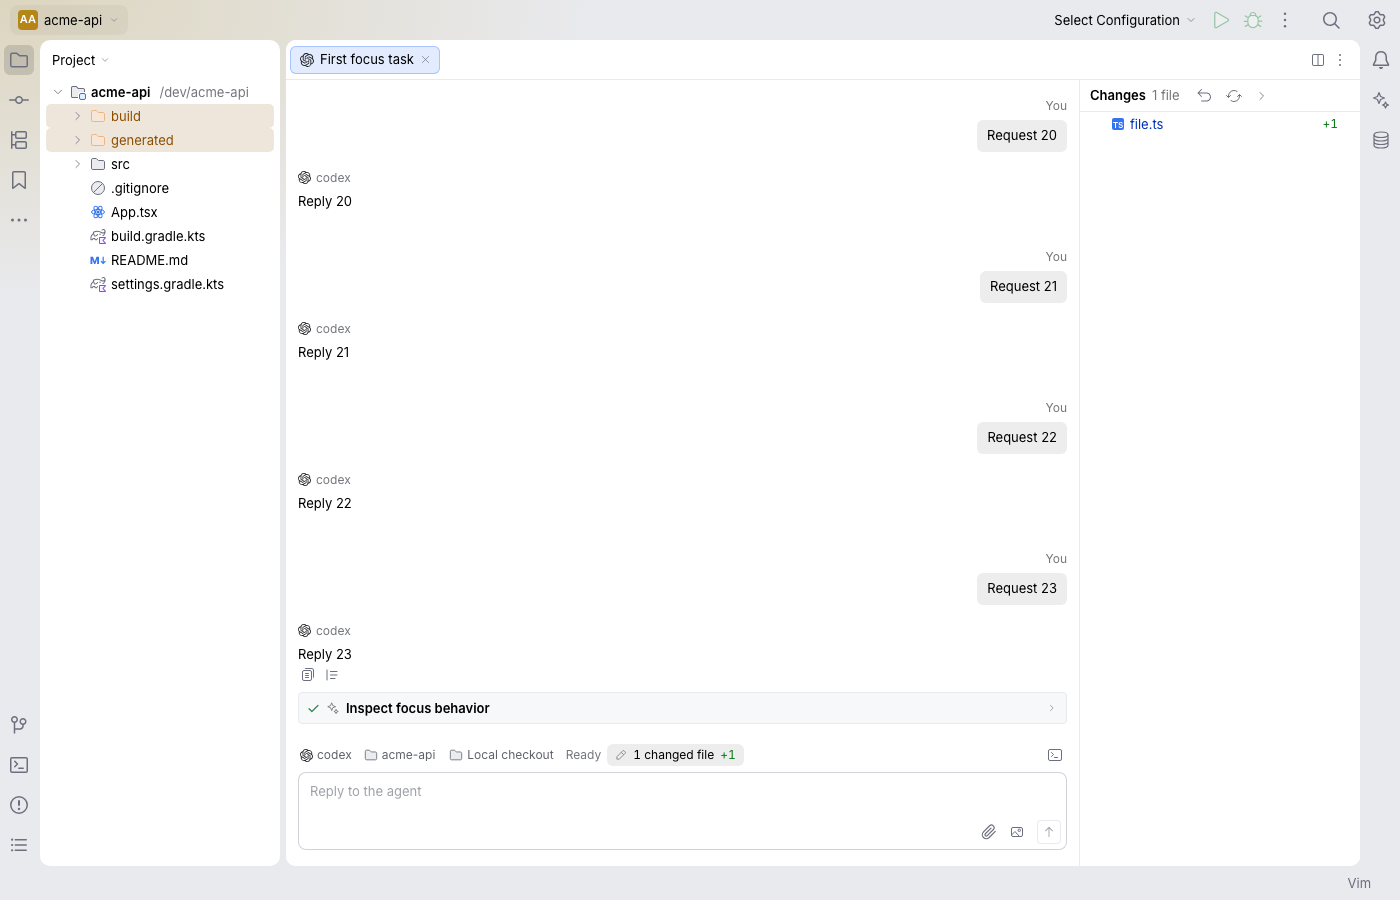 AA acme-api
Select Configuration
Project
acme-api /dev/acme-api
build
generated
src
.gitignore
App.tsx
build.gradle.kts
README.md
settings.gradle.kts
First focus task
You
Request 20
codex
Reply 20
You
Request 21
codex
Reply 21
You
Request 22
codex
Reply 22
You
Request 23
codex
Reply 23
Inspect focus behavior
codex acme-api Local checkout Ready 1 changed file +1
Reply to the agent
Changes 1 file
TS file.ts +1
Vim